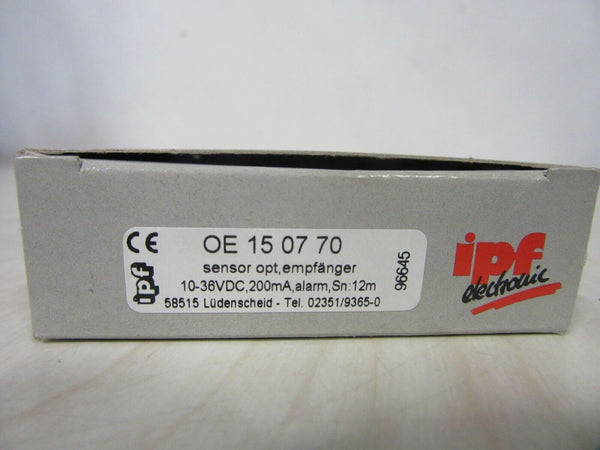 CE
OE 15 07 70
sensor opt,empfänger
10-36VDC,200mA,alarm,Sn:12m
58515 Lüdenscheid - Tel. 02351/9365-0
ipf
96645
ipf
electronic